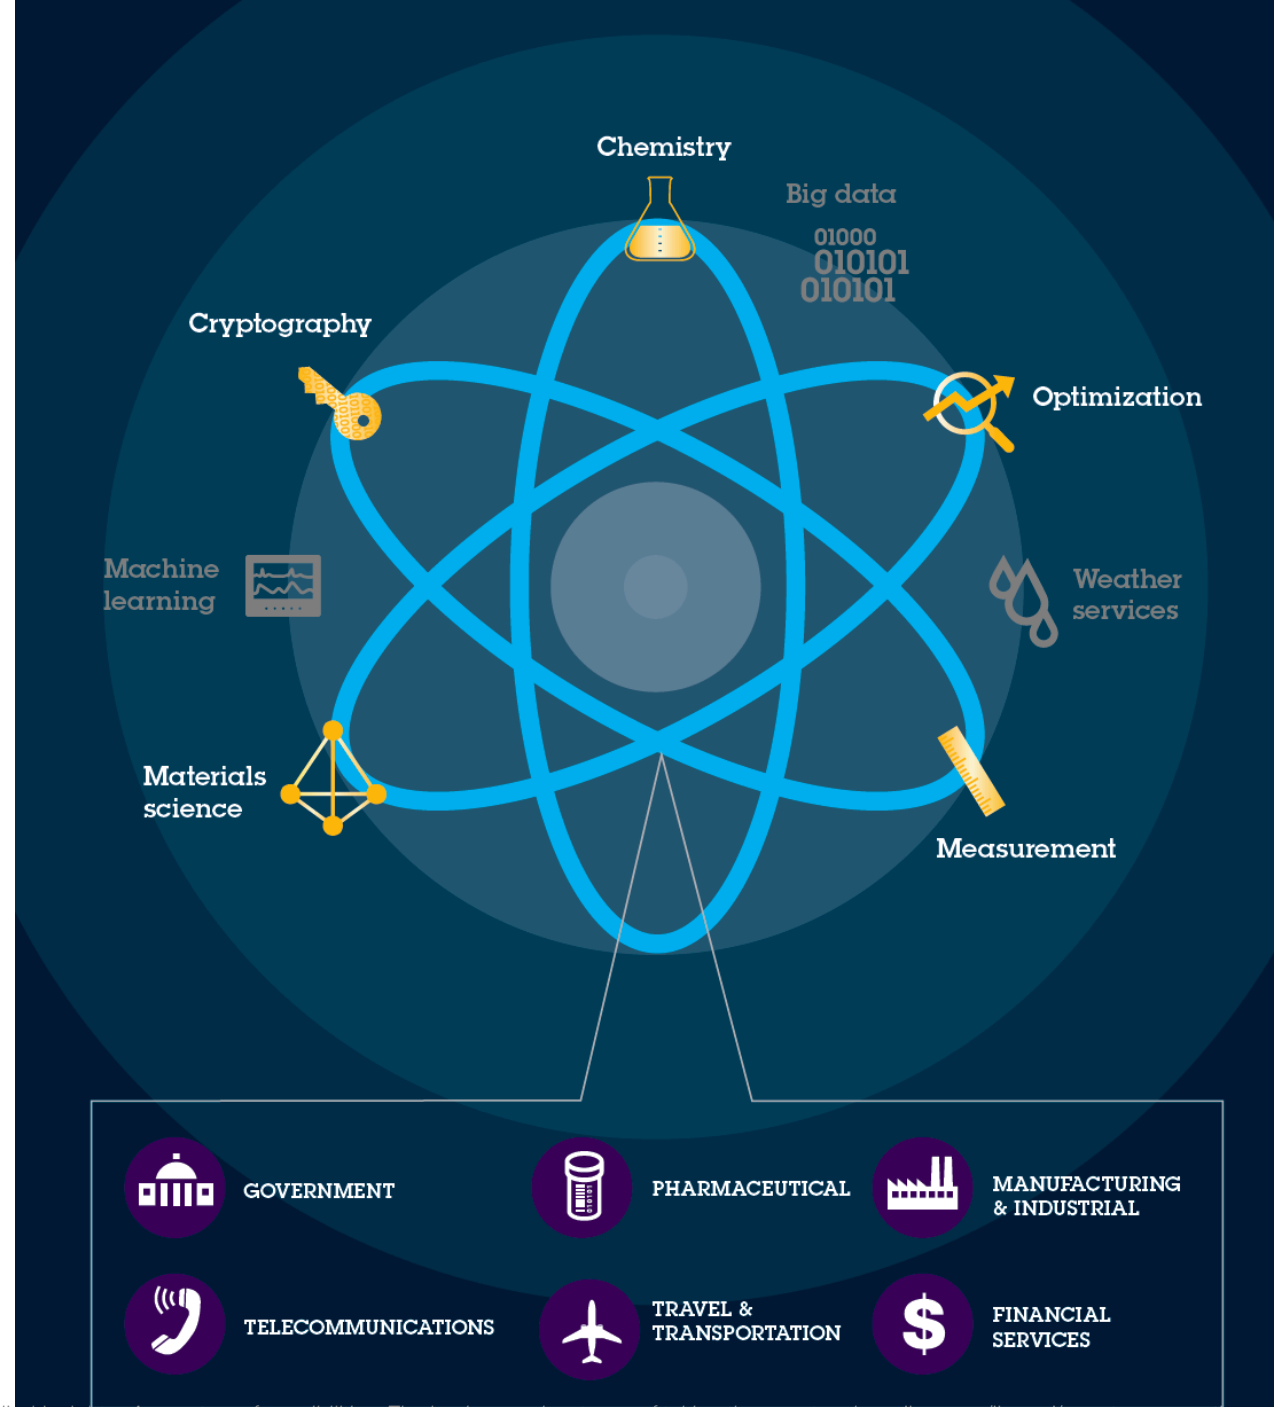 Chemistry
Big data
01000
010101
010101
Cryptography
Optimization
Machine
learning
Weather
services
Materials
science
Measurement
GOVERNMENT
PHARMACEUTICAL
MANUFACTURING
& INDUSTRIAL
TELECOMMUNICATIONS
TRAVEL &
TRANSPORTATION
FINANCIAL
SERVICES
$